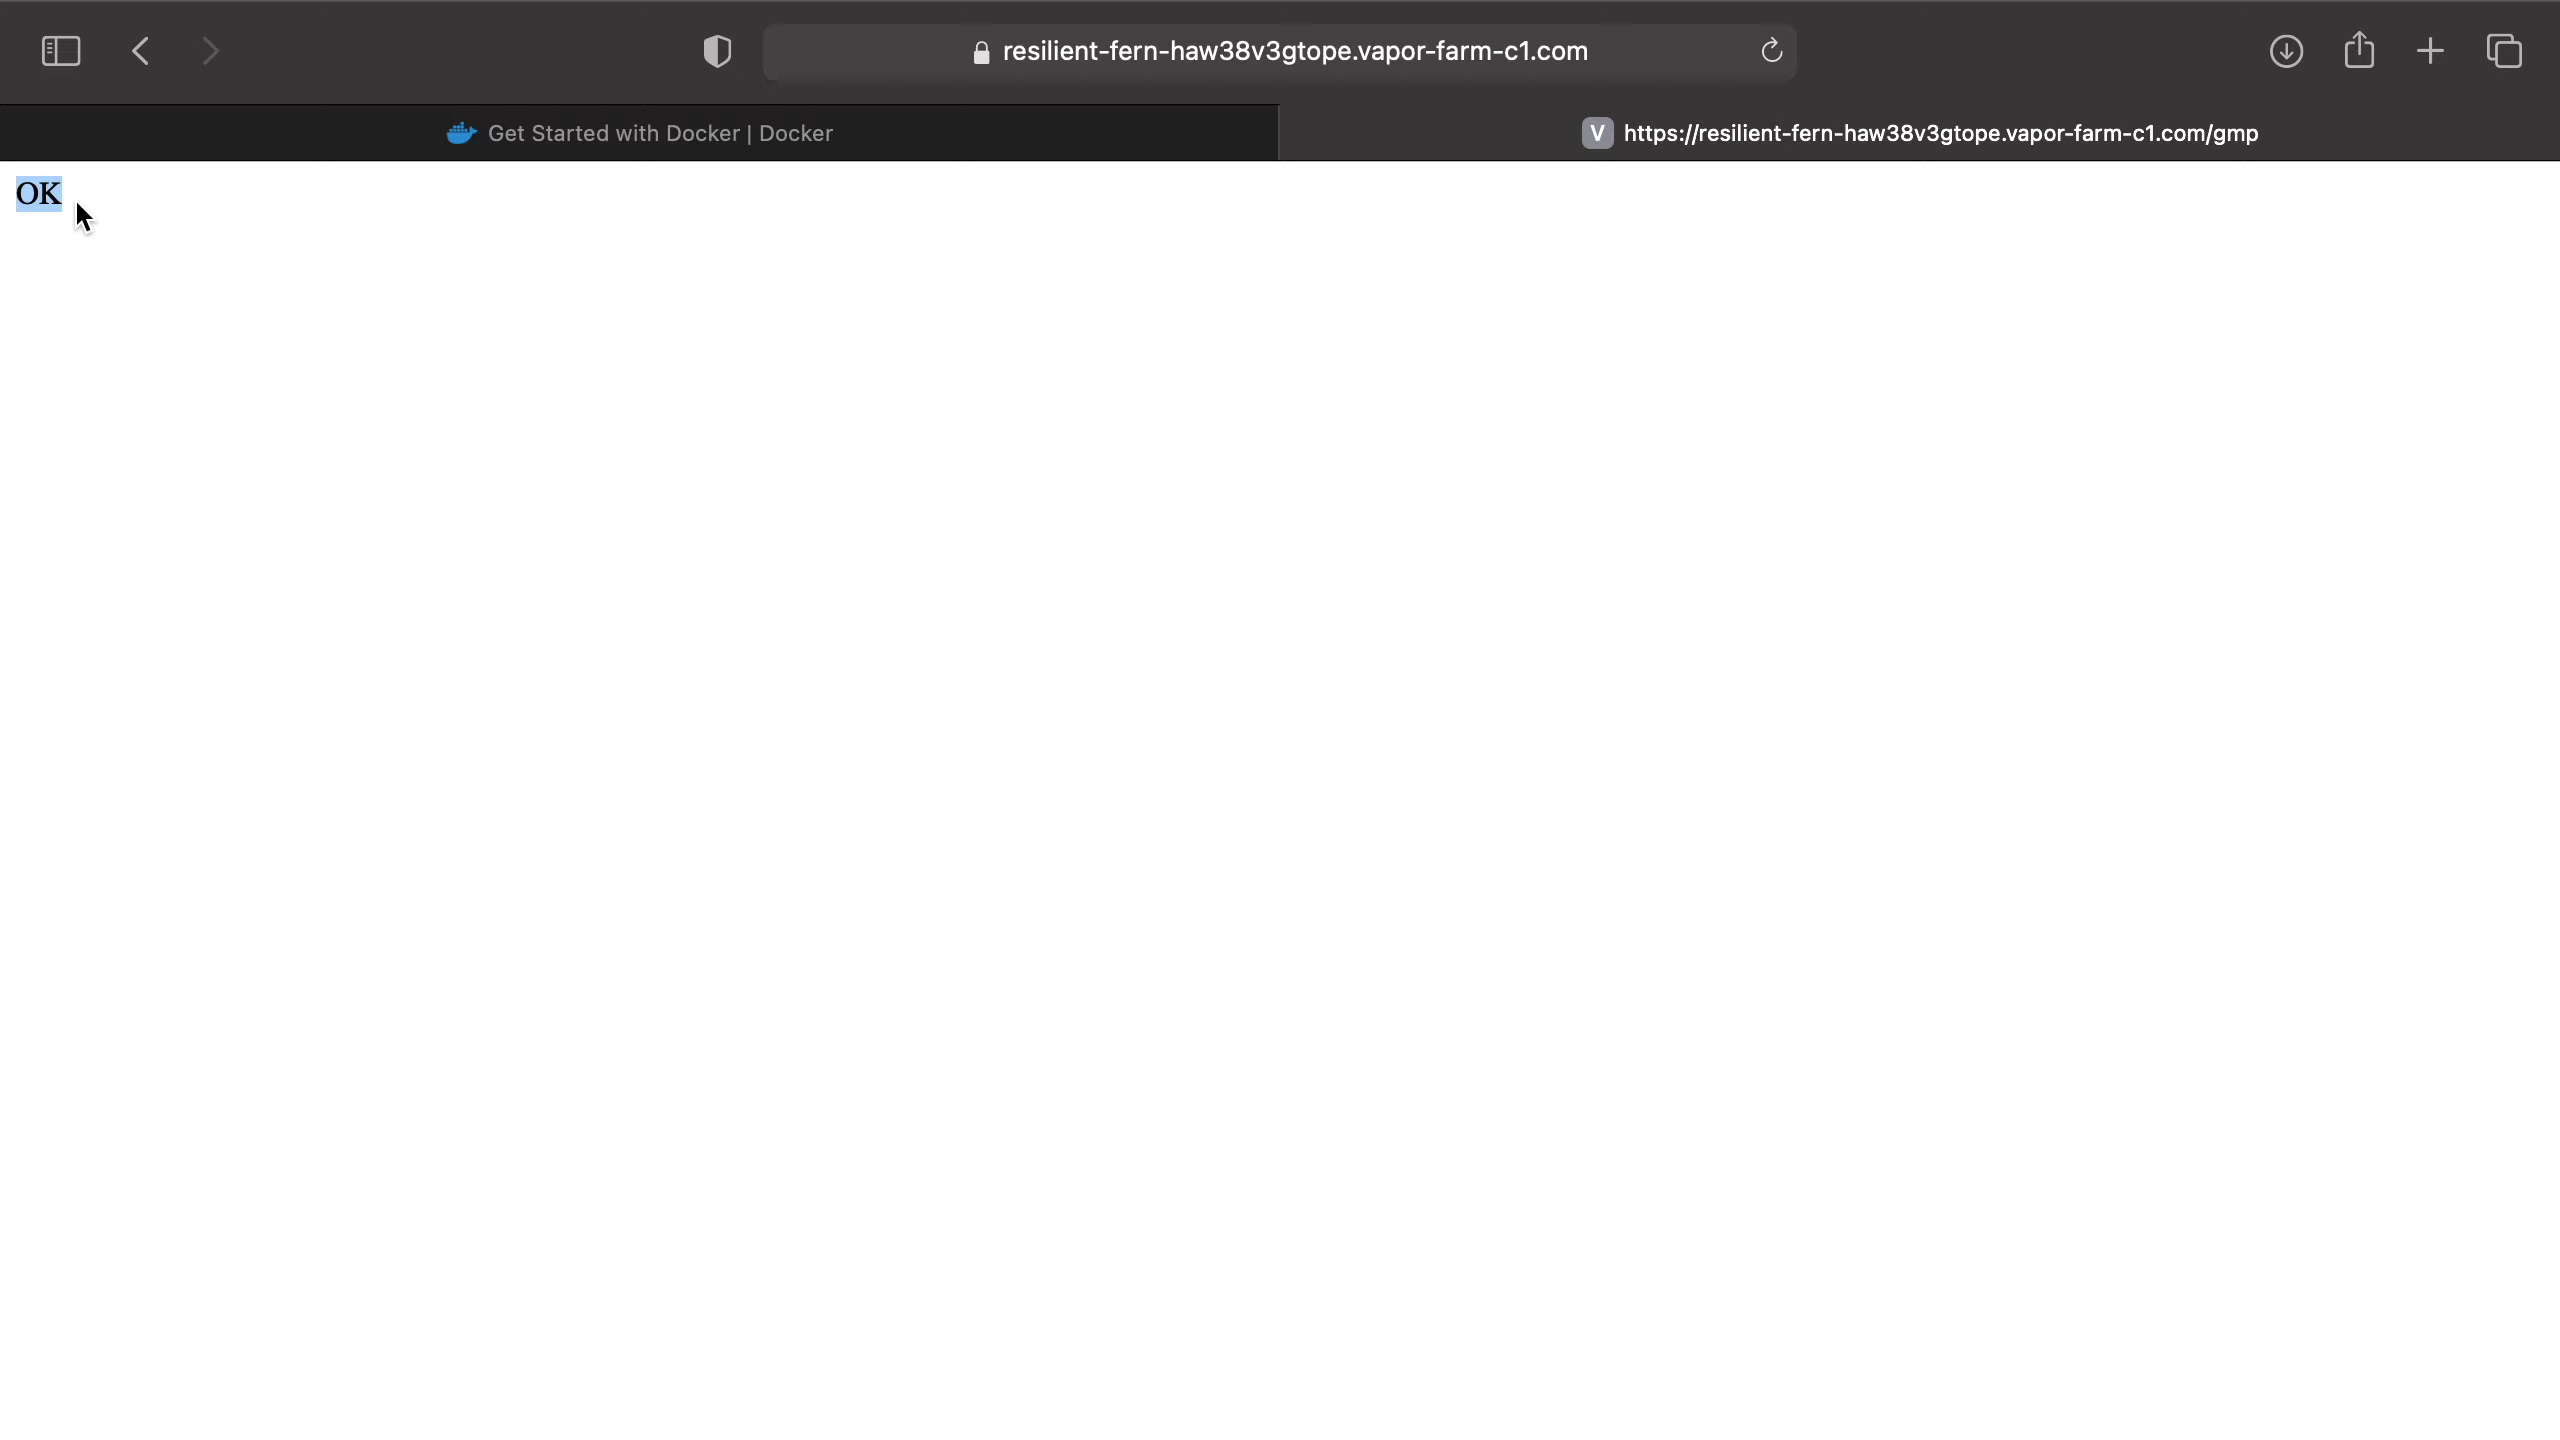 resilient-fern-haw38v3gtope.vapor-farm-c1.com
Get Started with Docker | Docker
V https://resilient-fern-haw38v3gtope.vapor-farm-c1.com/gmp
OK